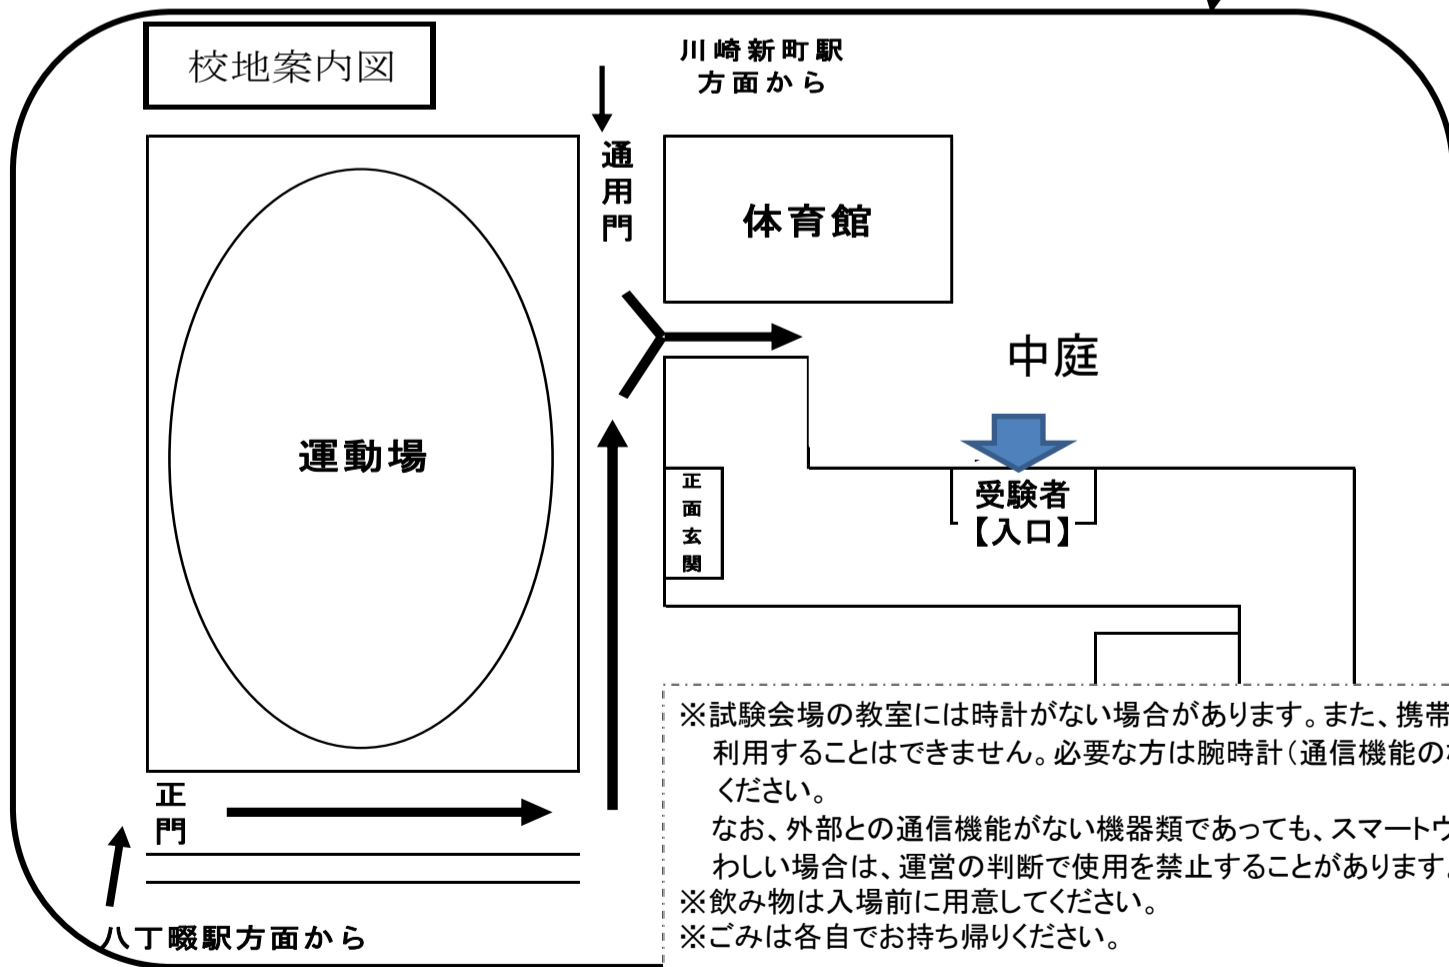 校地案内図
川崎新町駅
方面から
通用門
体育館
中庭
運動場
正面玄関
受験者
【入口】
正門
八丁畷駅方面から
※試験会場の教室には時計がない場合があります。また、携帯
利用することはできません。必要な方は腕時計（通信機能のな
ください。
なお、外部との通信機能がない機器類であっても、スマートウ
わしい場合は、運営の判断で使用を禁止することがあります。
※飲み物は入場前に用意してください。
※ごみは各自でお持ち帰りください。